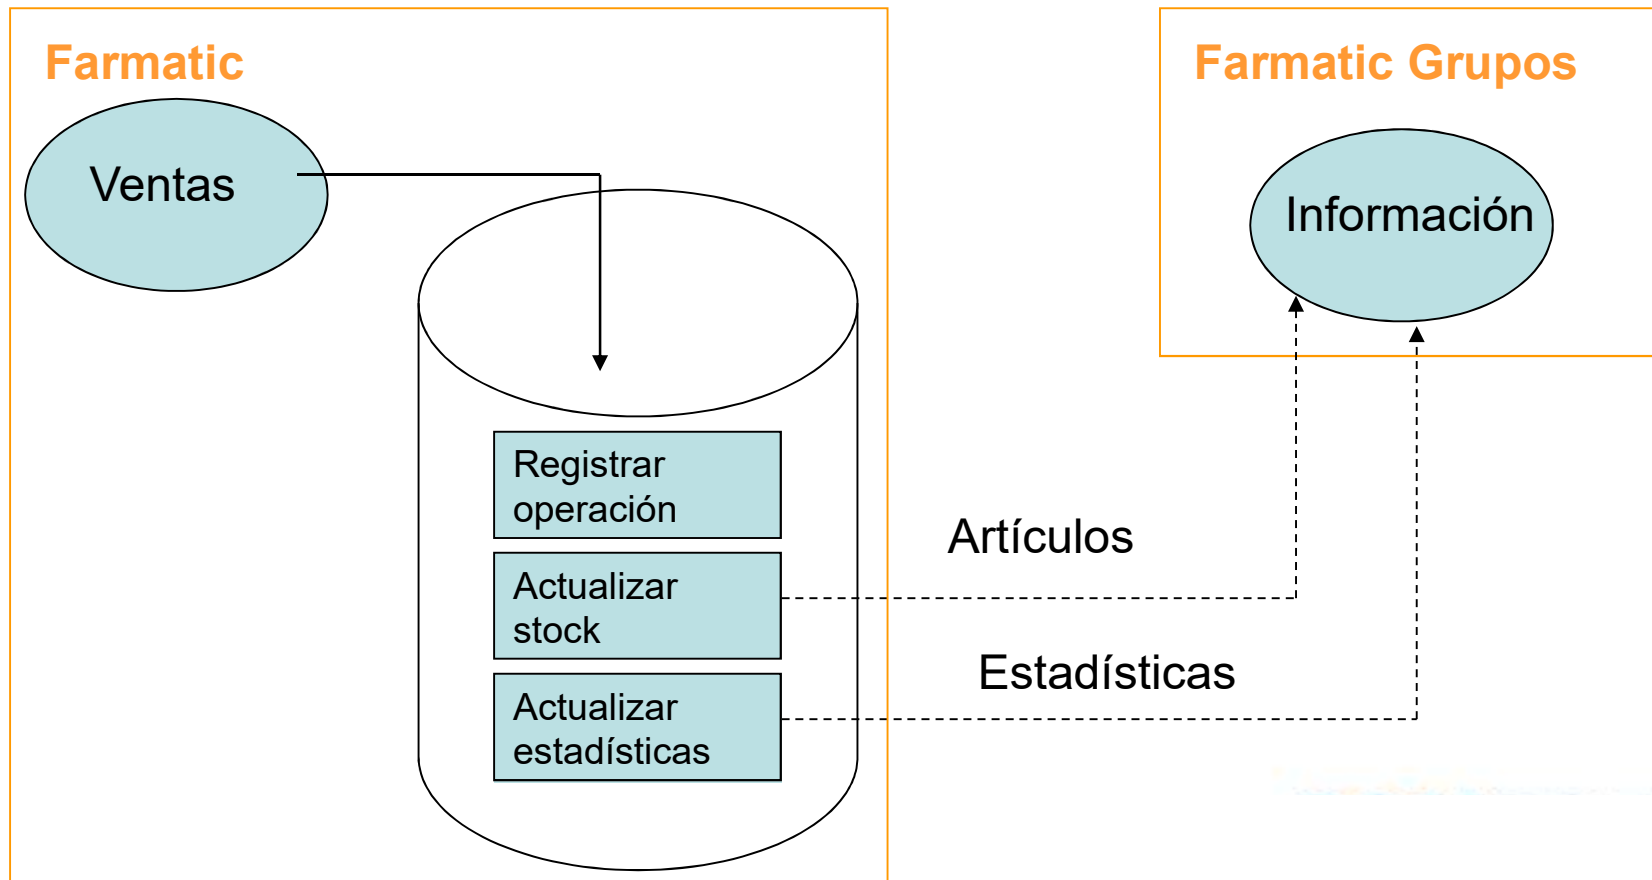 Farmatic
Farmatic Grupos
Ventas
Información
Registrar
operación
Artículos
Actualizar
stock
Estadísticas
Actualizar
estadísticas